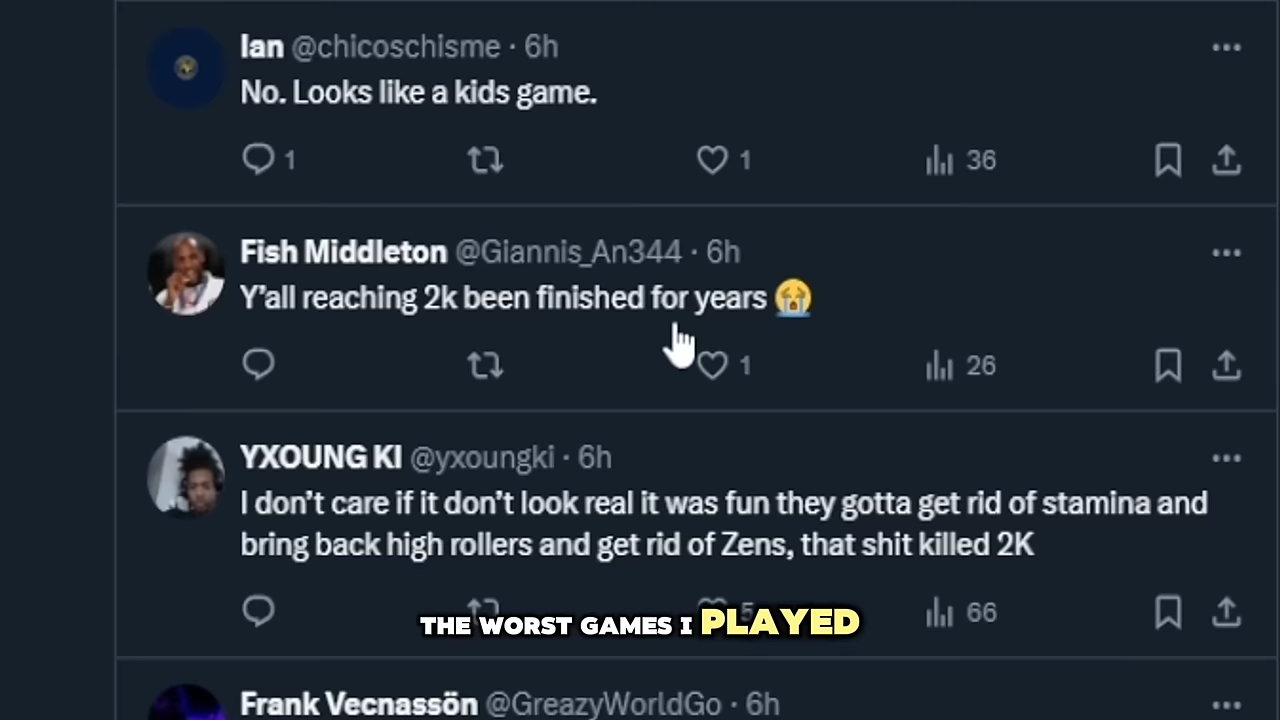 Ian @chicoschisme · 6h
No. Looks like a kids game.
1
1
36
Fish Middleton @Giannis_An344 · 6h
Y'all reaching 2k been finished for years 😭
1
26
YXOUNG KI @yxoungki · 6h
I don't care if it don't look real it was fun they gotta get rid of stamina and
bring back high rollers and get rid of Zens, that shit killed 2K
5
66
THE WORST GAMES I PLAYED
Frank Vecnassön @GreazyWorldGo · 6h